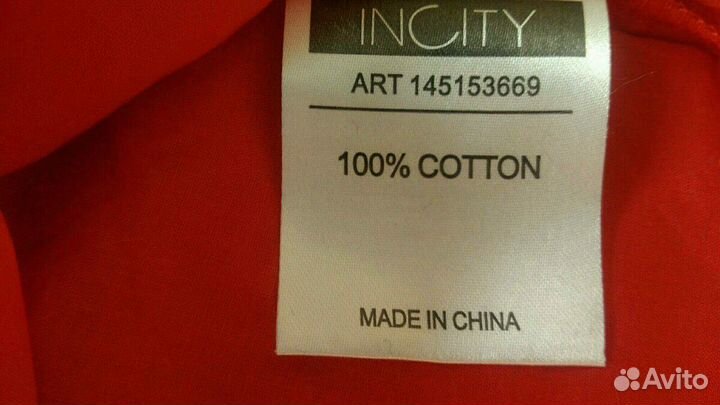 INCITY
ART 145153669
100% COTTON
MADE IN CHINA
Avito